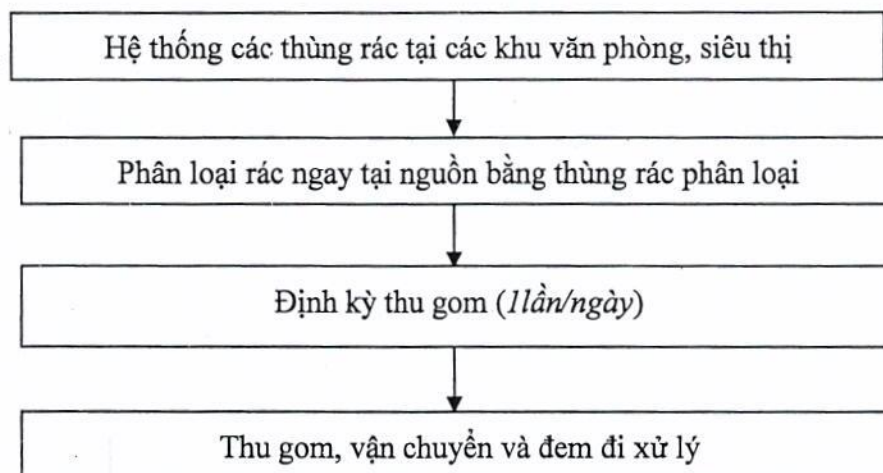 Hệ thống các thùng rác tại các khu văn phòng, siêu thị
Phân loại rác ngay tại nguồn bằng thùng rác phân loại
Định kỳ thu gom (1lần/ngày)
Thu gom, vận chuyển và đem đi xử lý